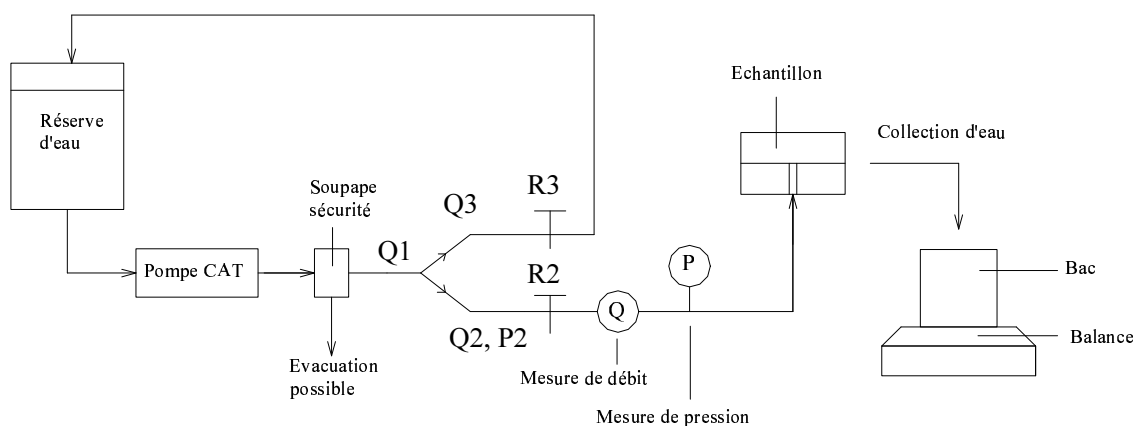 Réserve
d'eau
Pompe CAT
Soupape
sécurité
Evacuation
possible
Q1
Q3
R3
R2
Q2, P2
Q
Mesure de débit
P
Mesure de pression
Echantillon
Collection d'eau
Bac
Balance